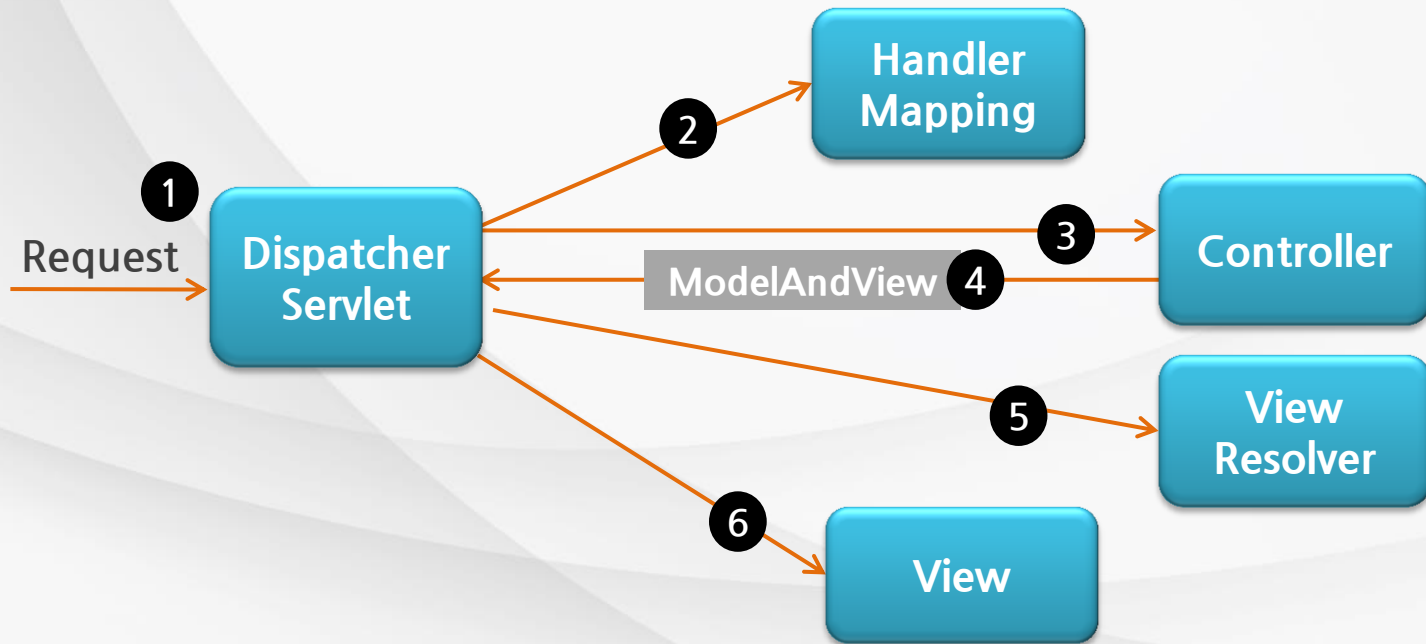 Handler
Mapping
2
1
Request
Dispatcher
Servlet
3
Controller
ModelAndView
4
5
View
Resolver
6
View